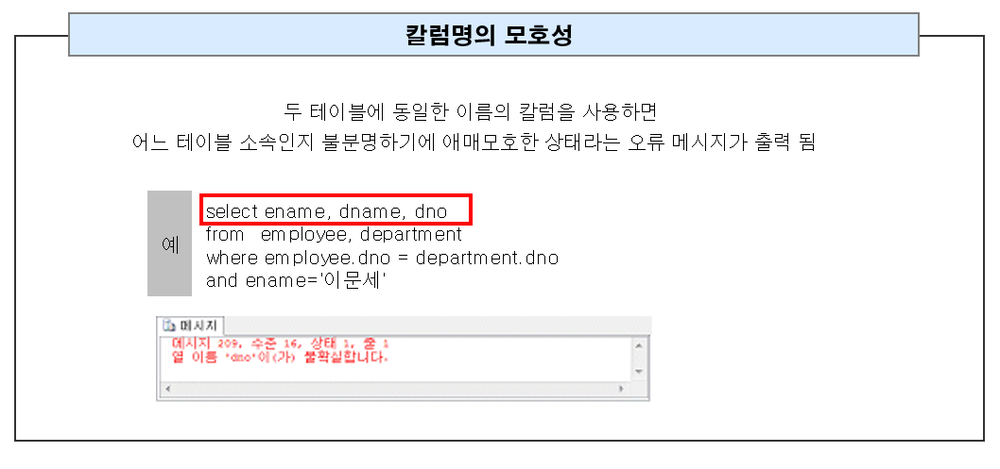 칼럼명의 모호성
두 테이블에 동일한 이름의 칼럼을 사용하면
어느 테이블 소속인지 불분명하기에 애매모호한 상태라는 오류 메시지가 출력 됨
예
select ename, dname, dno
from employee, department
where employee.dno = department.dno
and ename='이문세'
메시지
메시지 209, 수준 16, 상태 1, 줄 1
열 이름 'dno'이(가) 불확실합니다.